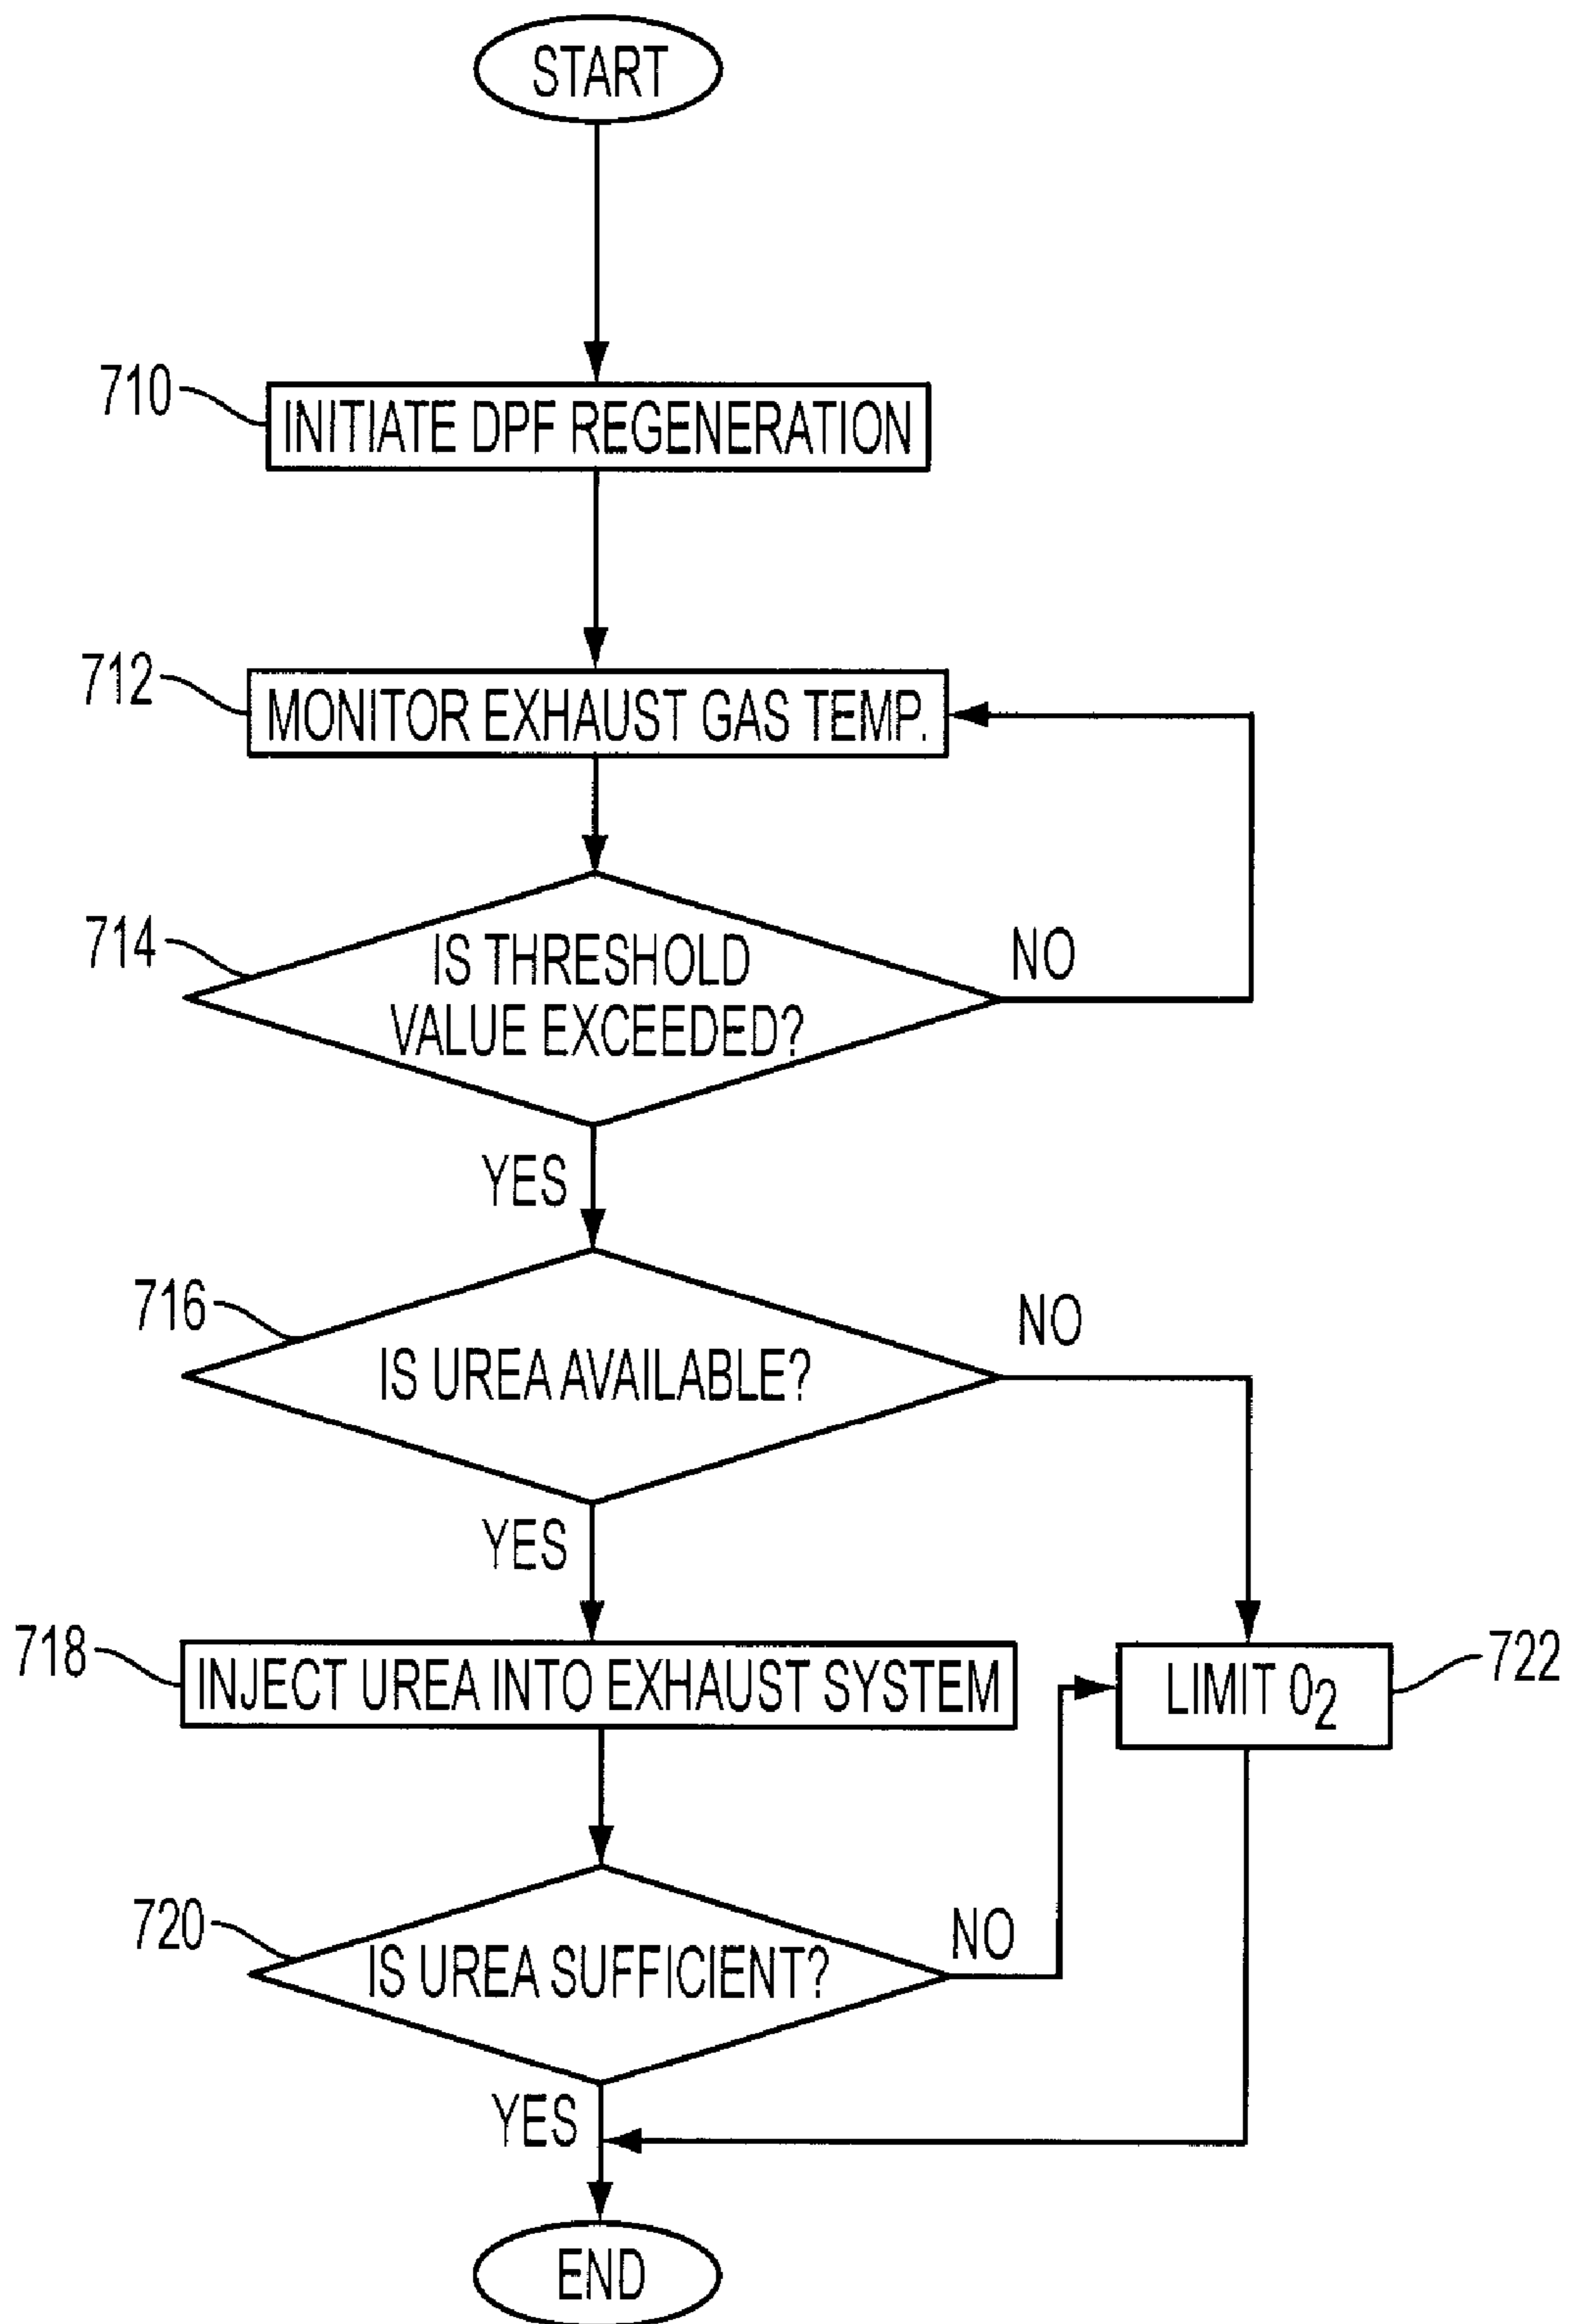 START
710
INITIATE DPF REGENERATION
712
MONITOR EXHAUST GAS TEMP.
714
IS THRESHOLD
VALUE EXCEEDED?
NO
YES
716
IS UREA AVAILABLE?
NO
YES
718
INJECT UREA INTO EXHAUST SYSTEM
LIMIT O2
722
720
IS UREA SUFFICIENT?
NO
YES
END